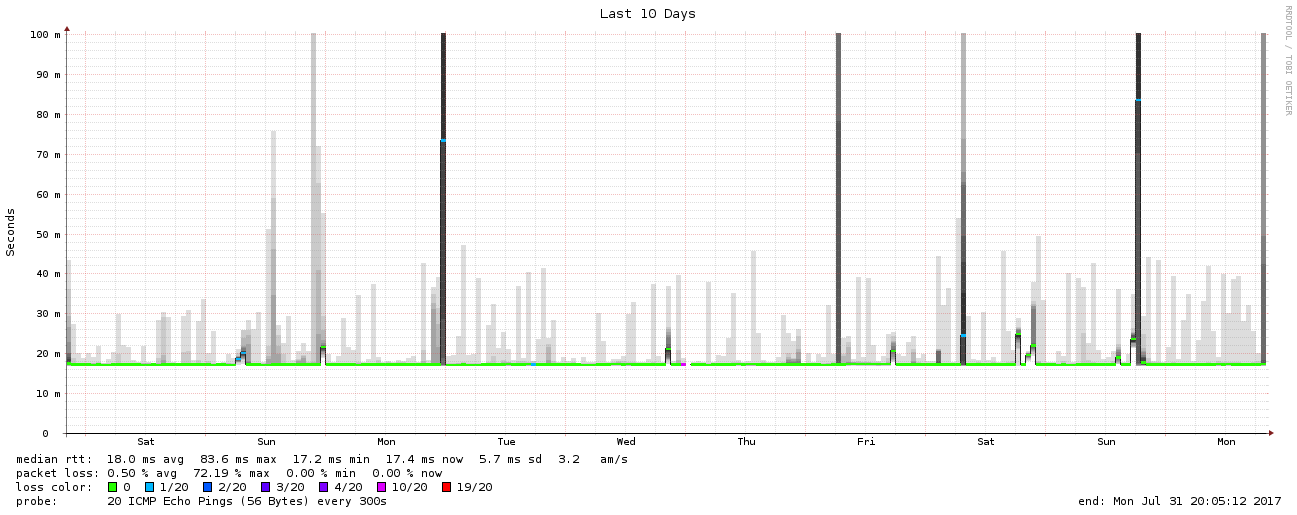 Last 10 Days
RRDTOOL / TOBI OETIKER
Seconds
100 m
90 m
80 m
70 m
60 m
50 m
40 m
30 m
20 m
10 m
0
Sat Sun Mon Tue Wed Thu Fri Sat Sun Mon
median rtt: 18.0 ms avg 83.6 ms max 17.2 ms min 17.4 ms now 5.7 ms sd 3.2 am/s
packet loss: 0.50 % avg 72.19 % max 0.00 % min 0.00 % now
loss color: 0 1/20 2/20 3/20 4/20 10/20 19/20
probe: 20 ICMP Echo Pings (56 Bytes) every 300s
end: Mon Jul 31 20:05:12 2017